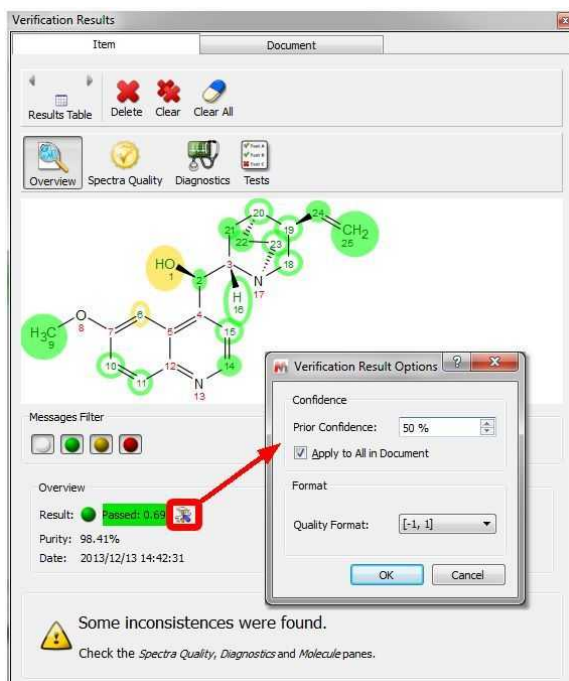 Verification Results
Item Document
Results Table Delete Clear Clear All
Overview Spectra Quality Diagnostics Tests
20
24
CH2
25
21
19
22
23
HO
1
3
18
2
N
17
H
16
O
8
6
4
H3C
9
7
5
15
10
12
14
11
N
13
Verification Result Options
Confidence
Prior Confidence: 50 %
Apply to All in Document
Format
Quality Format: [-1, 1]
OK Cancel
Messages Filter
Overview
Result: Passed: 0.69
Purity: 98.41%
Date: 2013/12/13 14:42:31
Some inconsistences were found.
Check the Spectra Quality, Diagnostics and Molecule panes.